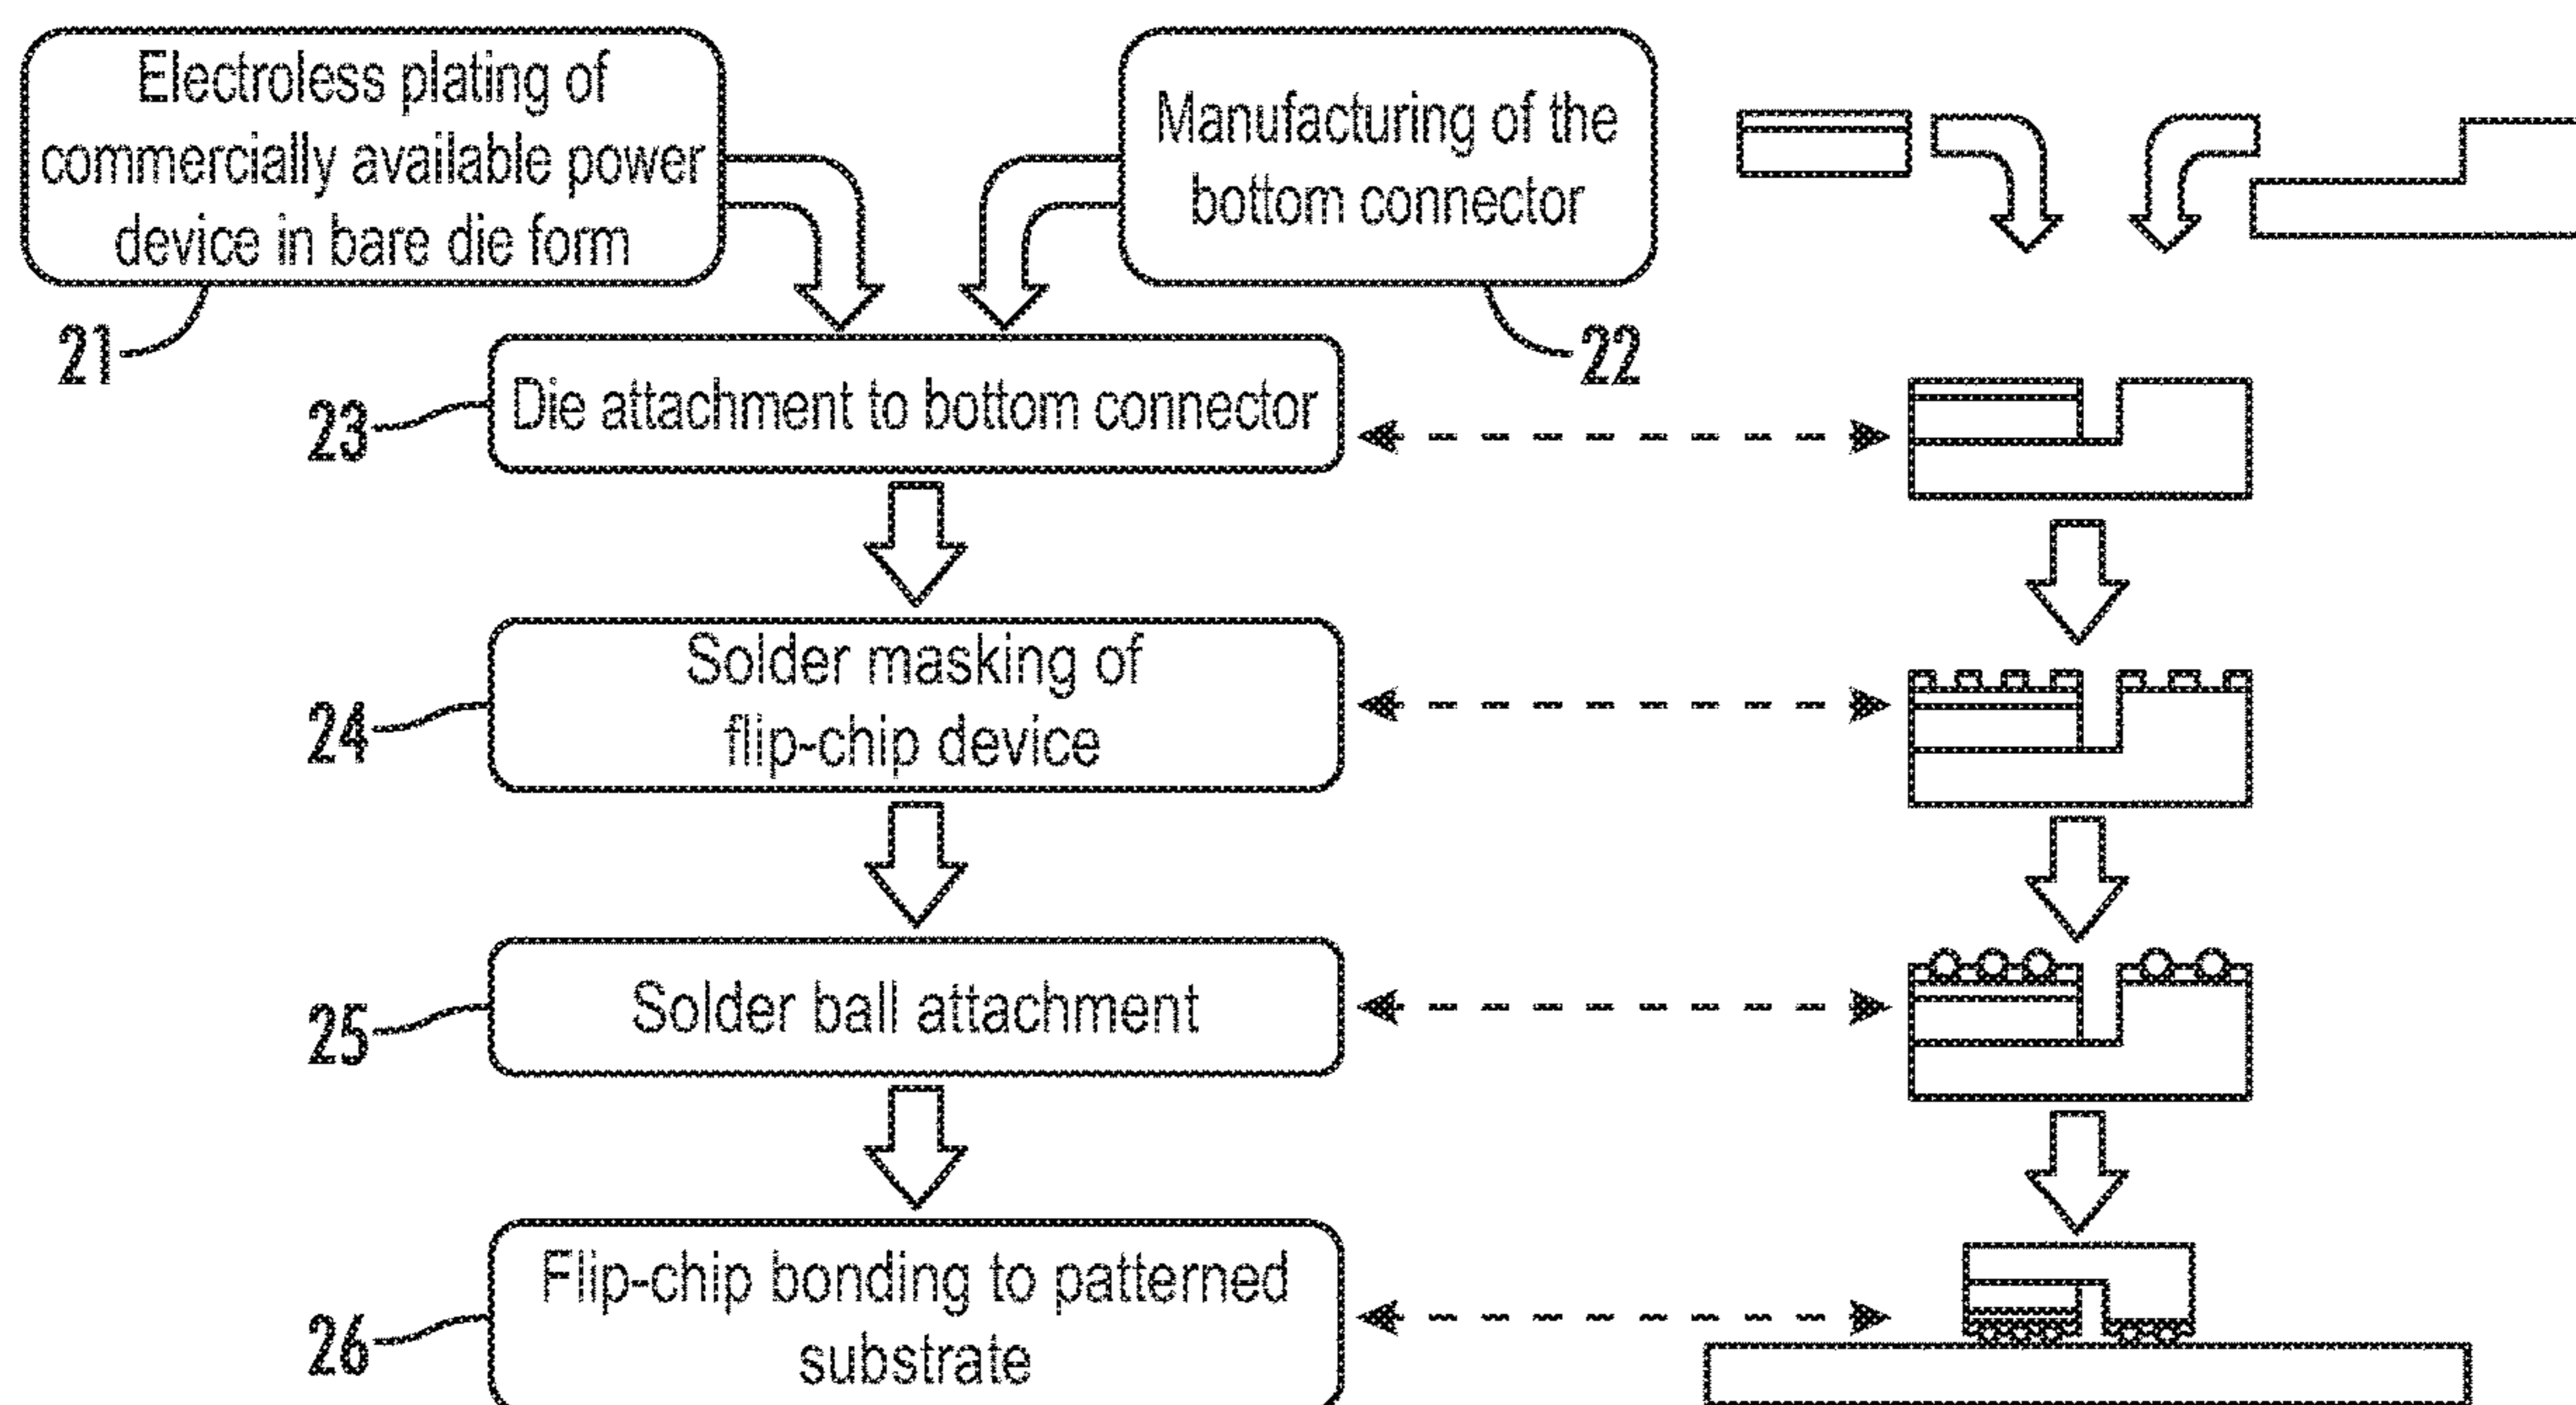 Electroless plating of
commercially available power
device in bare die form
21
Manufacturing of the
bottom connector
22
Die attachment to bottom connector
23
Solder masking of
flip-chip device
24
Solder ball attachment
25
Flip-chip bonding to patterned
substrate
26